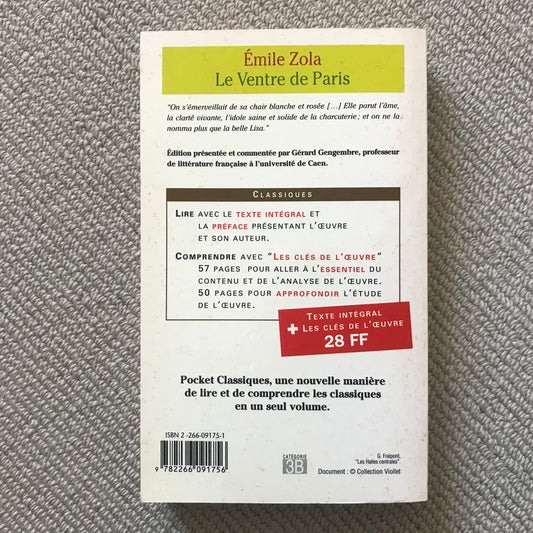 Émile Zola
Le Ventre de Paris
"On s'émerveillait de sa chair blanche et rosée [...] Elle parut l'âme,
la clarté vivante, l'idole saine et solide de la charcuterie; et on ne la
nomma plus que la belle Lisa."
Édition présentée et commentée par Gérard Gengembre, professeur
de littérature française à l'université de Caen.
CLASSIQUES
LIRE AVEC LE TEXTE INTÉGRAL ET
LA PRÉFACE PRÉSENTANT L'ŒUVRE
ET SON AUTEUR.
COMPRENDRE AVEC "LES CLÉS DE L'ŒUVRE"
57 PAGES POUR ALLER À L'ESSENTIEL DU
CONTENU ET DE L'ANALYSE DE L'ŒUVRE.
50 PAGES POUR APPROFONDIR L'ÉTUDE
DE L'ŒUVRE.
TEXTE INTÉGRAL
+ LES CLÉS DE L'ŒUVRE
28 FF
Pocket Classiques, une nouvelle manière
de lire et de comprendre les classiques
en un seul volume.
ISBN 2 -266-09175-1
9 782266 091756
CATÉGORIE
3B
G. Fraipont,
"Les Halles centrales".
Document : © Collection Viollet